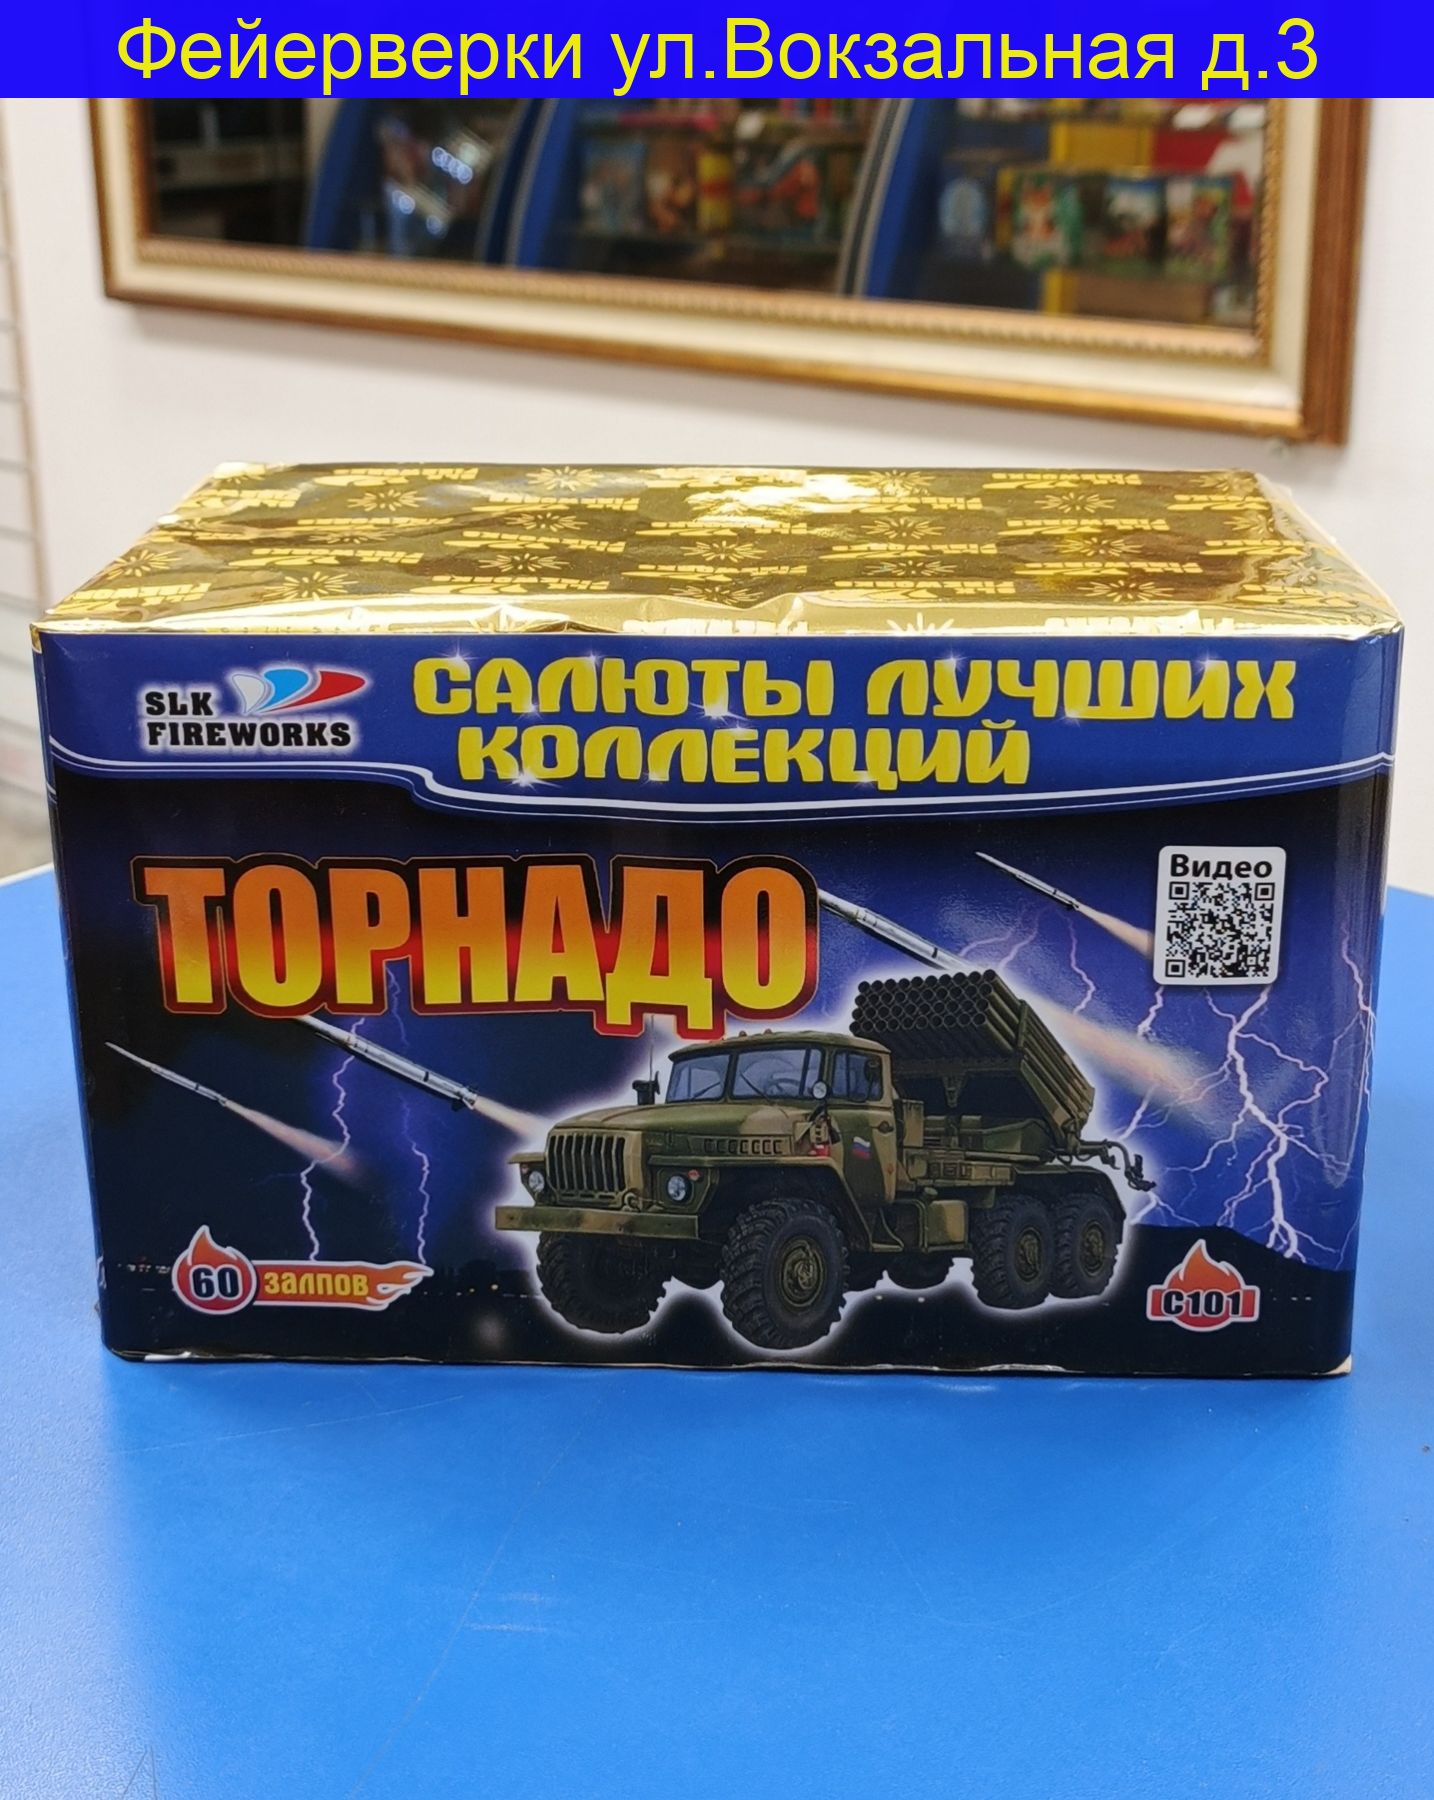 Фейерверки ул.Вокзальная д.3
SLK
FIREWORKS
САЛЮТЫ ЛУЧШИХ
КОЛЛЕКЦИЙ
ТОРНАДО
Видео
60 ЗАЛПОВ
С101